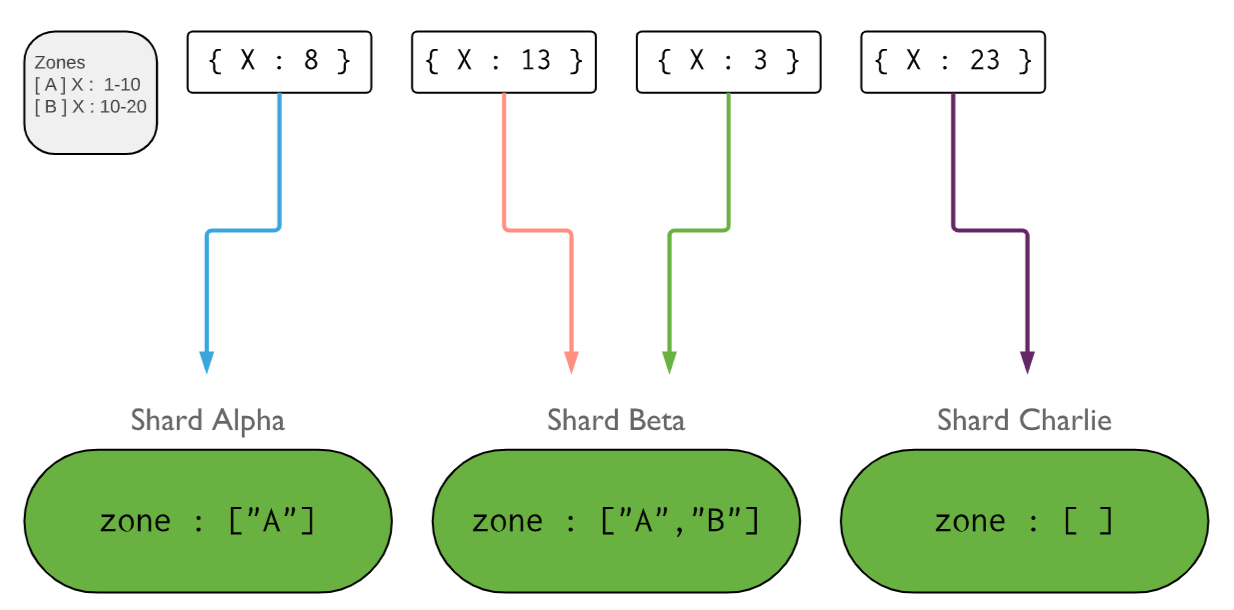 Zones
[ A ] X :  1-10
[ B ] X : 10-20
{ X : 8 }
{ X : 13 }
{ X : 3 }
{ X : 23 }
Shard Alpha
Shard Beta
Shard Charlie
zone : ["A"]
zone : ["A","B"]
zone : [ ]